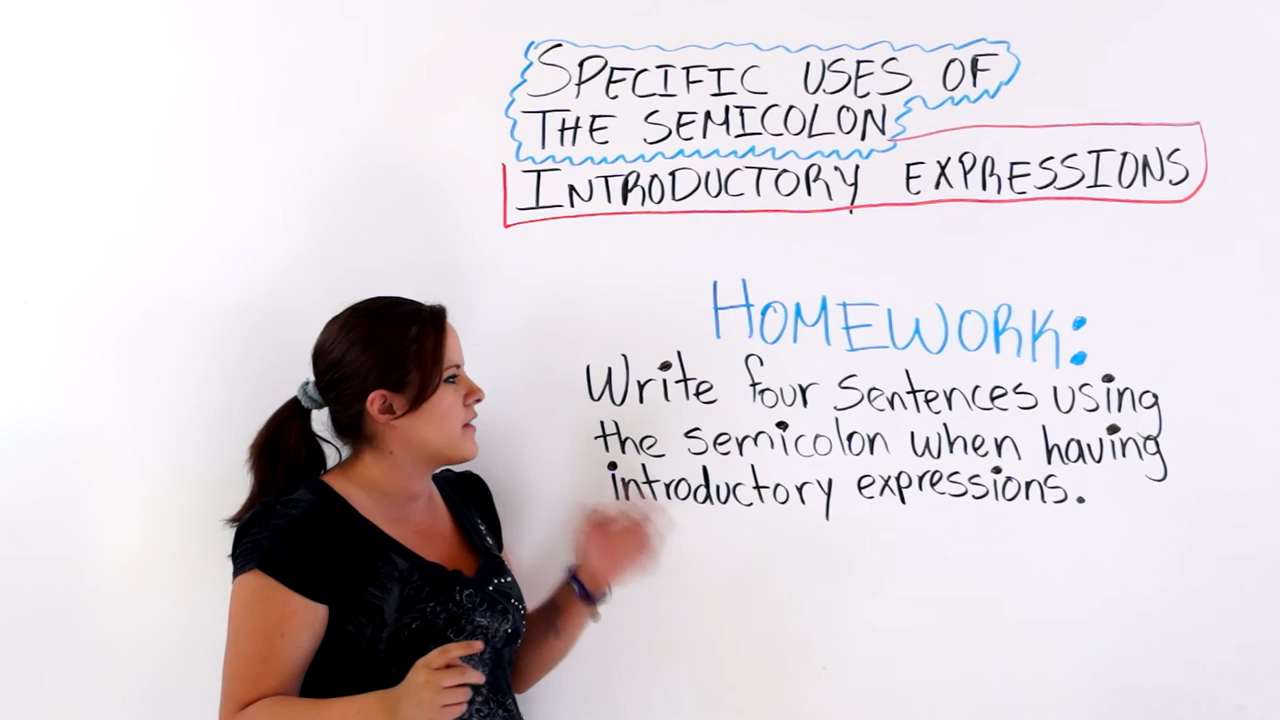 SPECIFIC USES OF
THE SEMICOLON
INTRODUCTORY EXPRESSIONS
HOMEWORK:
Write four sentences using
the semicolon when having
introductory expressions.